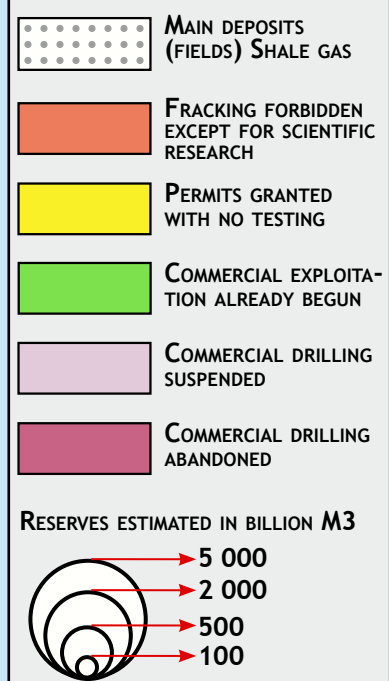 Main deposits
(fields) Shale gas
Fracking forbidden
except for scientific
research
Permits granted
with no testing
Commercial exploita-
tion already begun
Commercial drilling
suspended
Commercial drilling
abandoned
Reserves estimated in billion M3
5 000
2 000
500
100